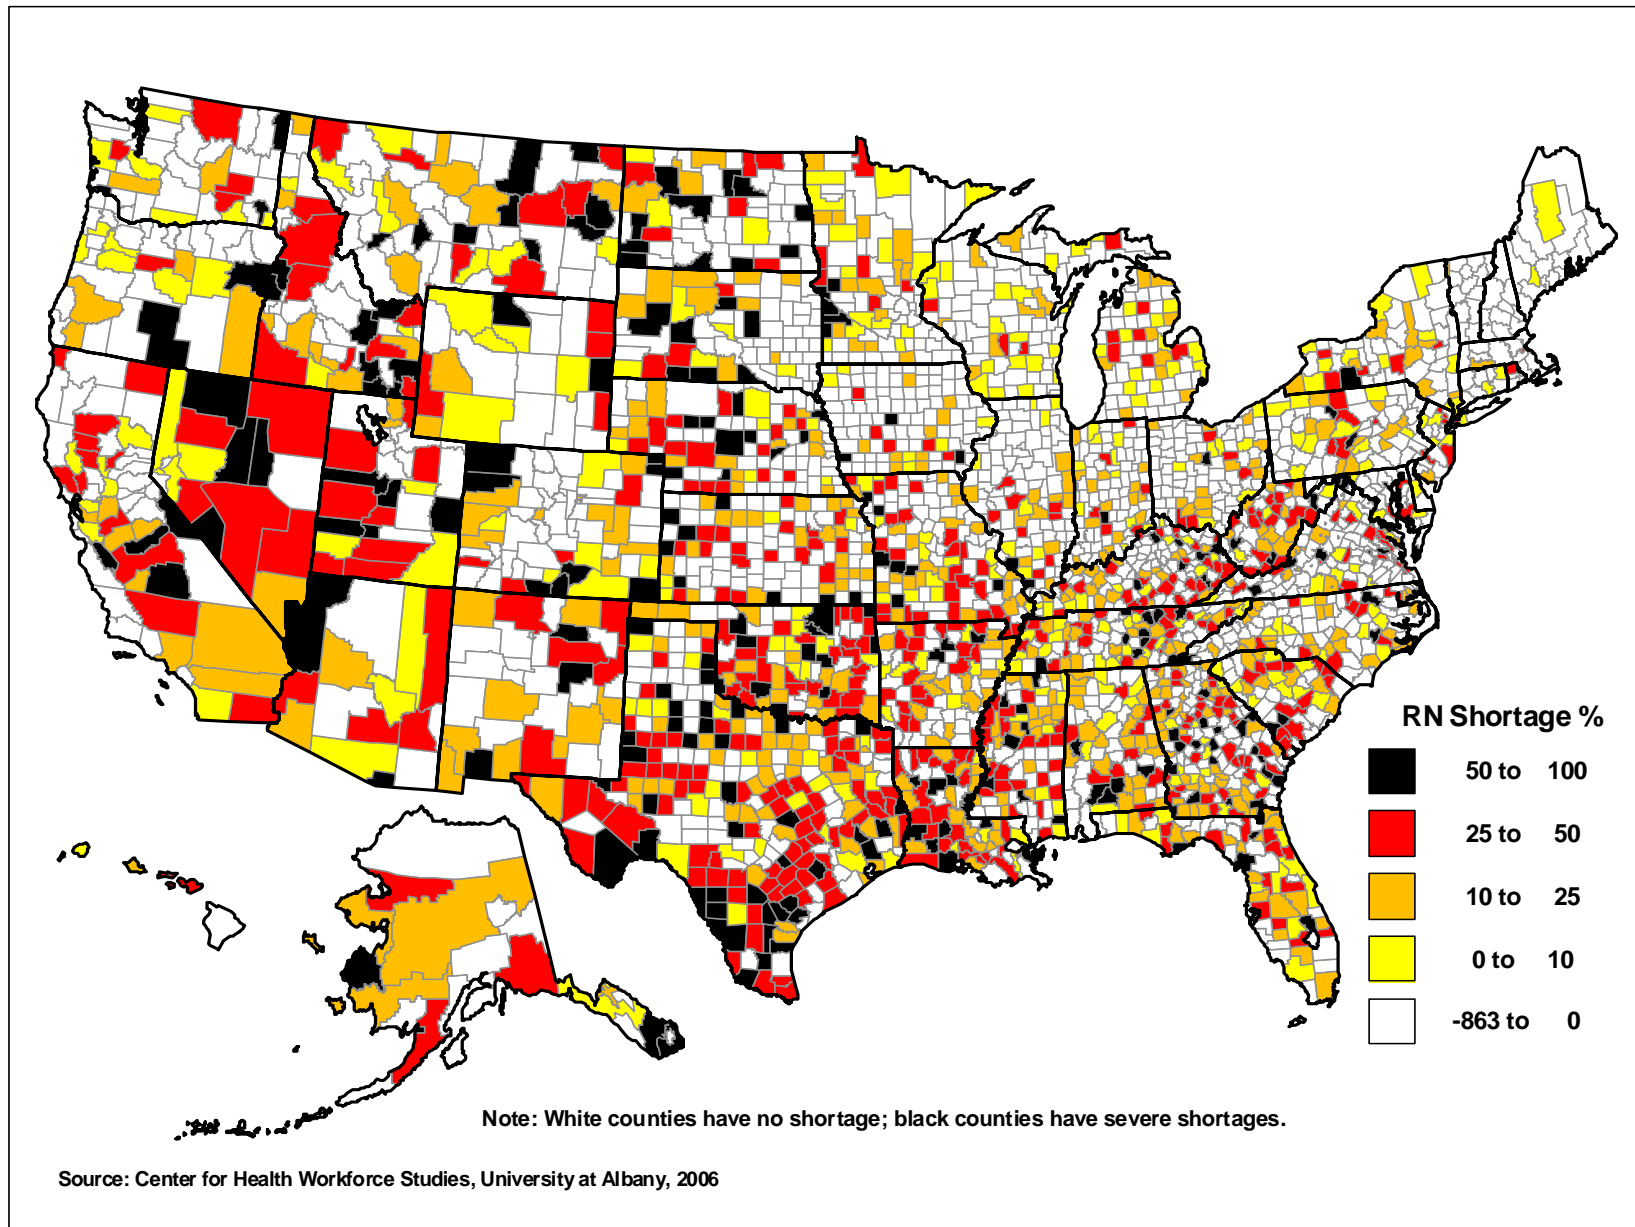 RN Shortage %
50 to 100
25 to 50
10 to 25
0 to 10
-863 to 0
Note: White counties have no shortage; black counties have severe shortages.
Source: Center for Health Workforce Studies, University at Albany, 2006